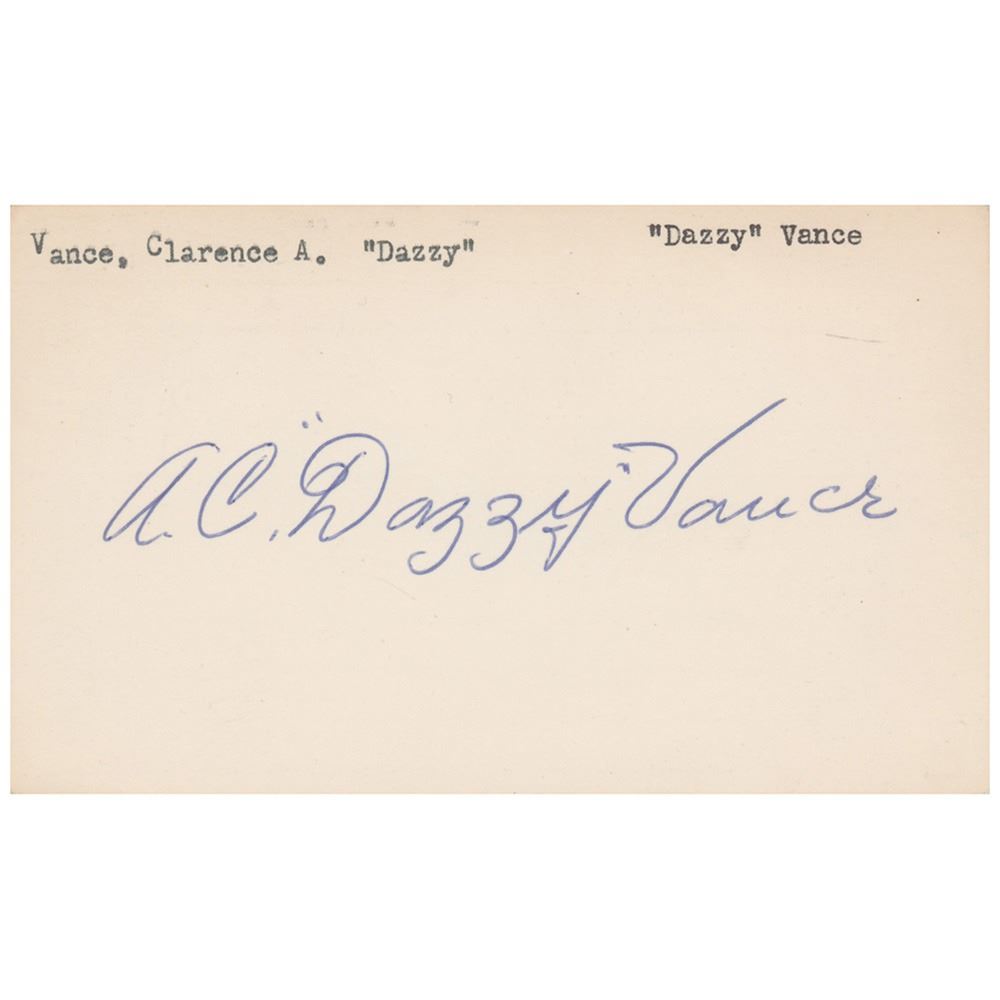 Vance, Clarence A. "Dazzy" "Dazzy" Vance
A. C. "Dazzy" Vance